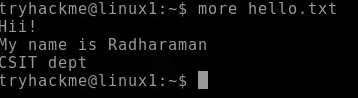 tryhackme@linux1:~$ more hello.txt
Hii!
My name is Radharaman
CSIT dept
tryhackme@linux1:~$